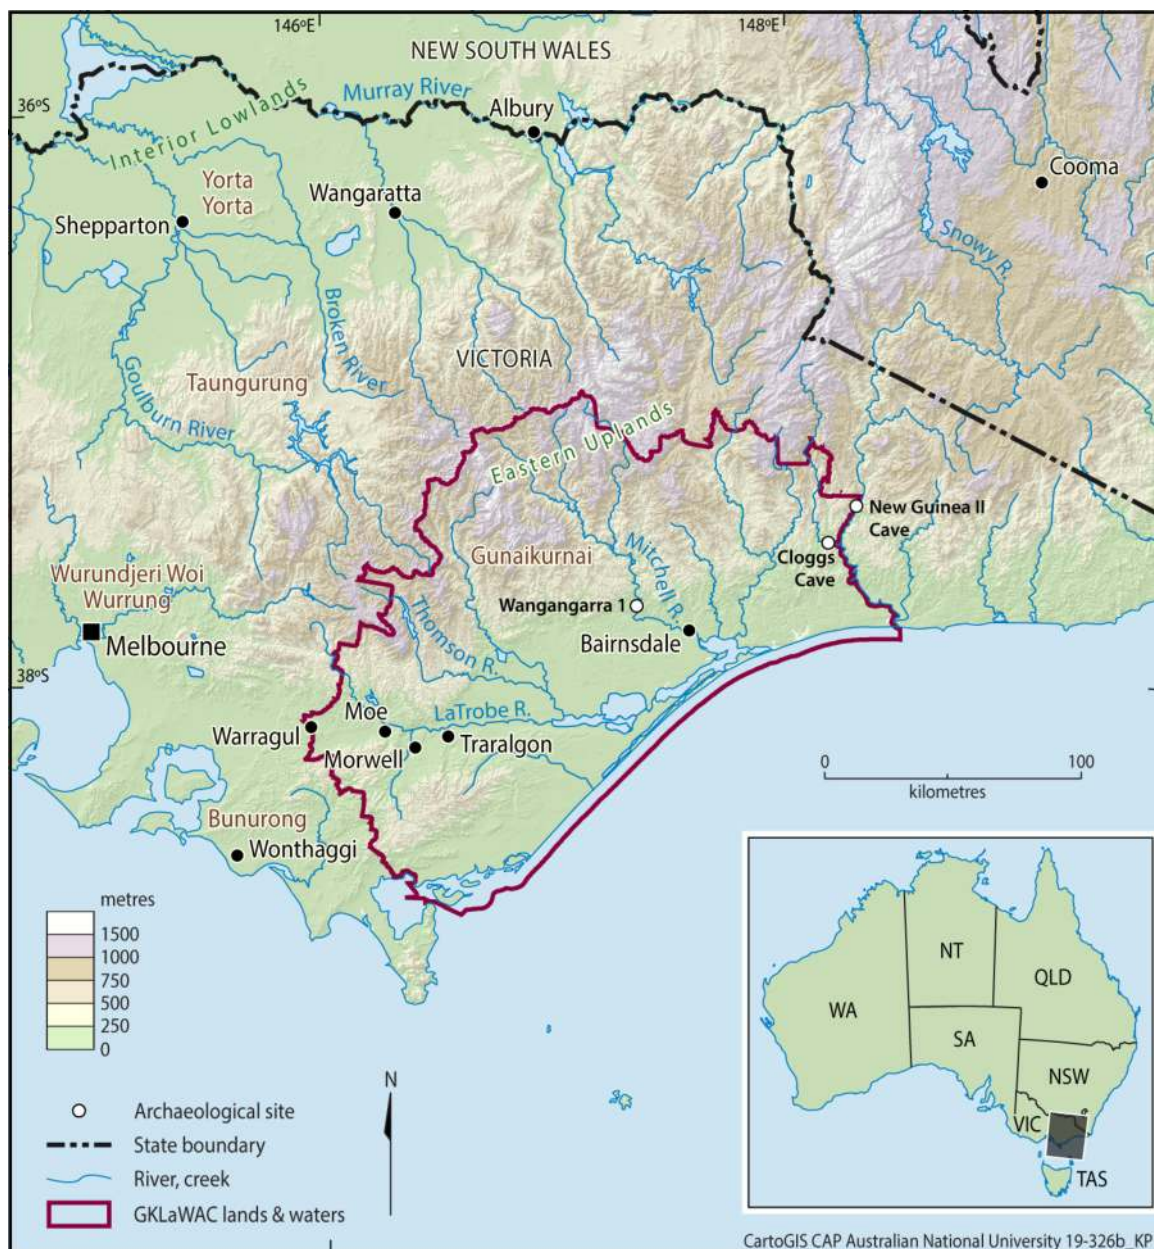 146ºE
148ºE
NEW SOUTH WALES
36ºS
Murray River
Albury
Interior Lowlands
Cooma
Yorta
Yorta
Wangaratta
Shepparton
Snowy R.
Broken River
VICTORIA
Taungurung
Goulburn River
Eastern Uplands
New Guinea II
Cave
Gunaikurnai
Mitchell R.
Cloggs
Cave
Wurundjeri Woi
Wurrung
Wangangarra 1
Thomson R.
Melbourne
Bairnsdale
38ºS
Moe
LaTrobe R.
Warragul
Morwell
Traralgon
0
100
kilometres
Bunurong
Wonthaggi
metres
1500
1000
750
500
250
0
N
Archaeological site
State boundary
River, creek
GKLaWAC lands & waters
NT
QLD
WA
SA
NSW
VIC
TAS
CartoGIS CAP Australian National University 19-326b_KP